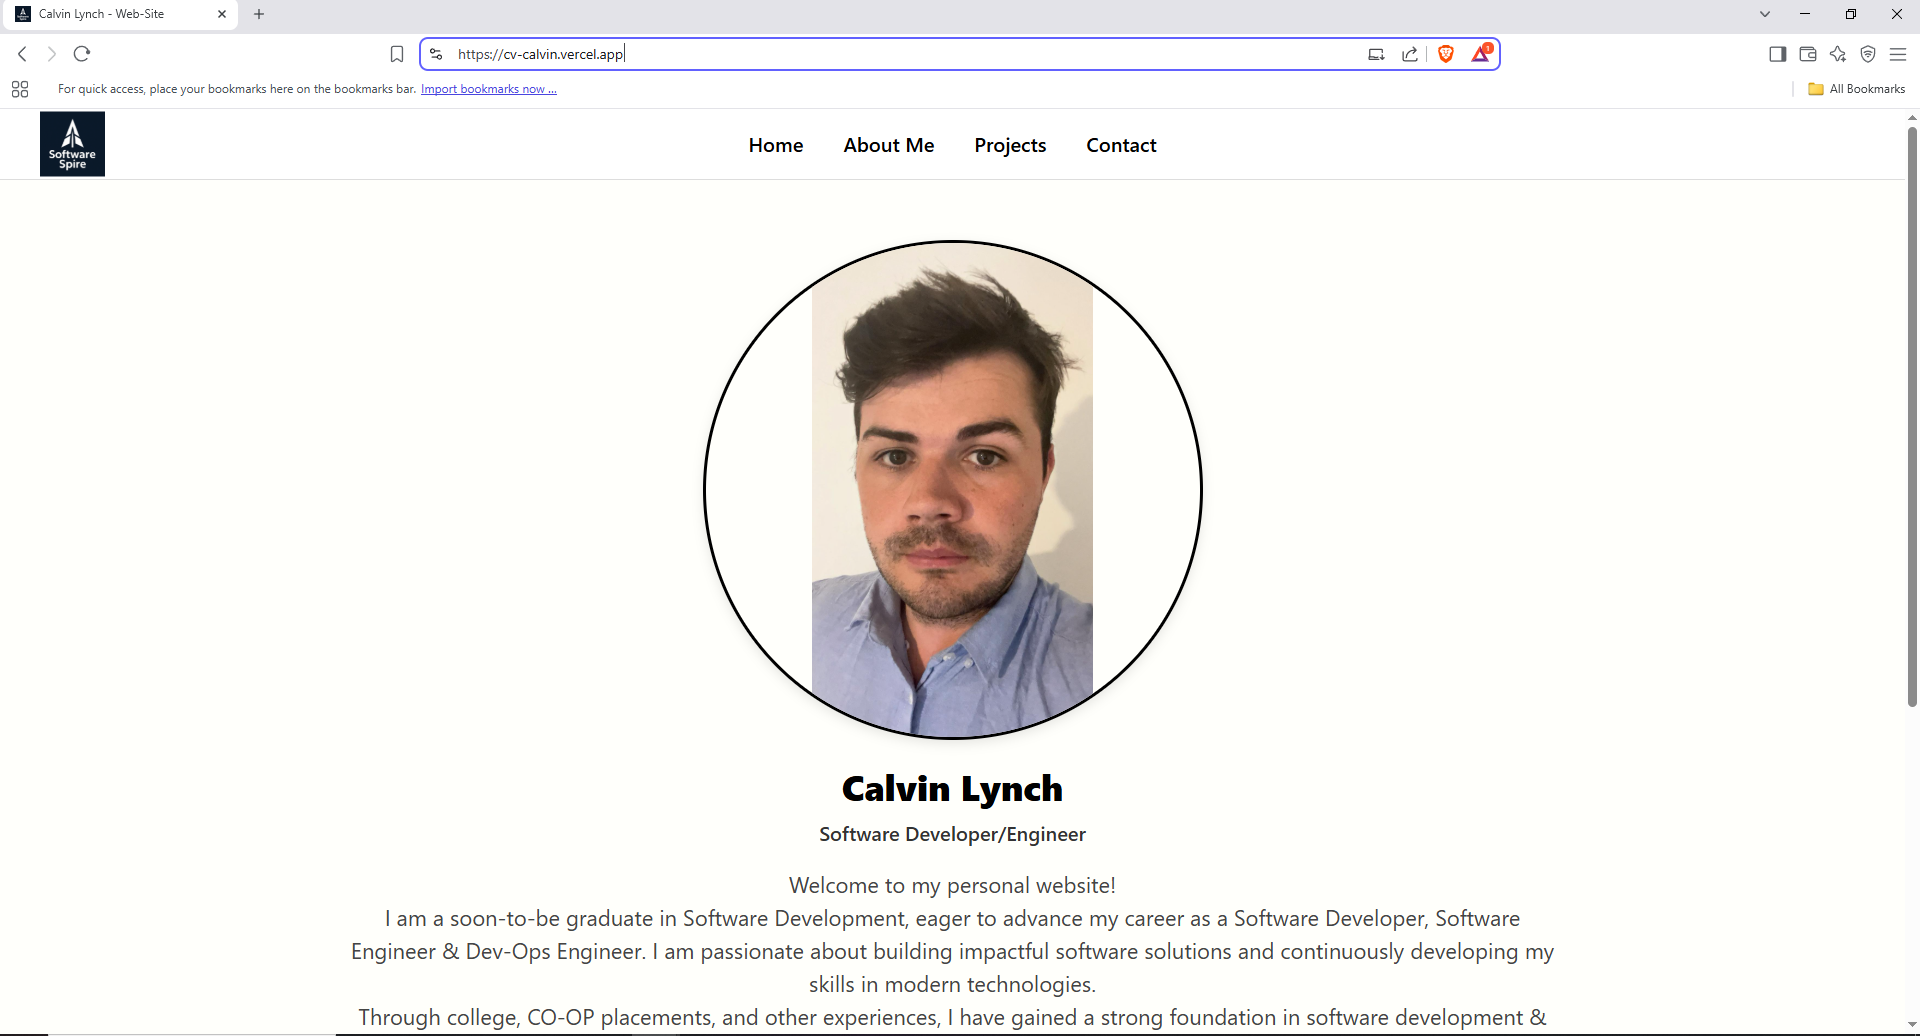 Calvin Lynch - Web-Site
https://cv-calvin.vercel.app
1
For quick access, place your bookmarks here on the bookmarks bar. Import bookmarks now ...
All Bookmarks
Software
Spire
Home
About Me
Projects
Contact
Calvin Lynch
Software Developer/Engineer
Welcome to my personal website!
I am a soon-to-be graduate in Software Development, eager to advance my career as a Software Developer, Software
Engineer & Dev-Ops Engineer. I am passionate about building impactful software solutions and continuously developing my
skills in modern technologies.
Through college, CO-OP placements, and other experiences, I have gained a strong foundation in software development &